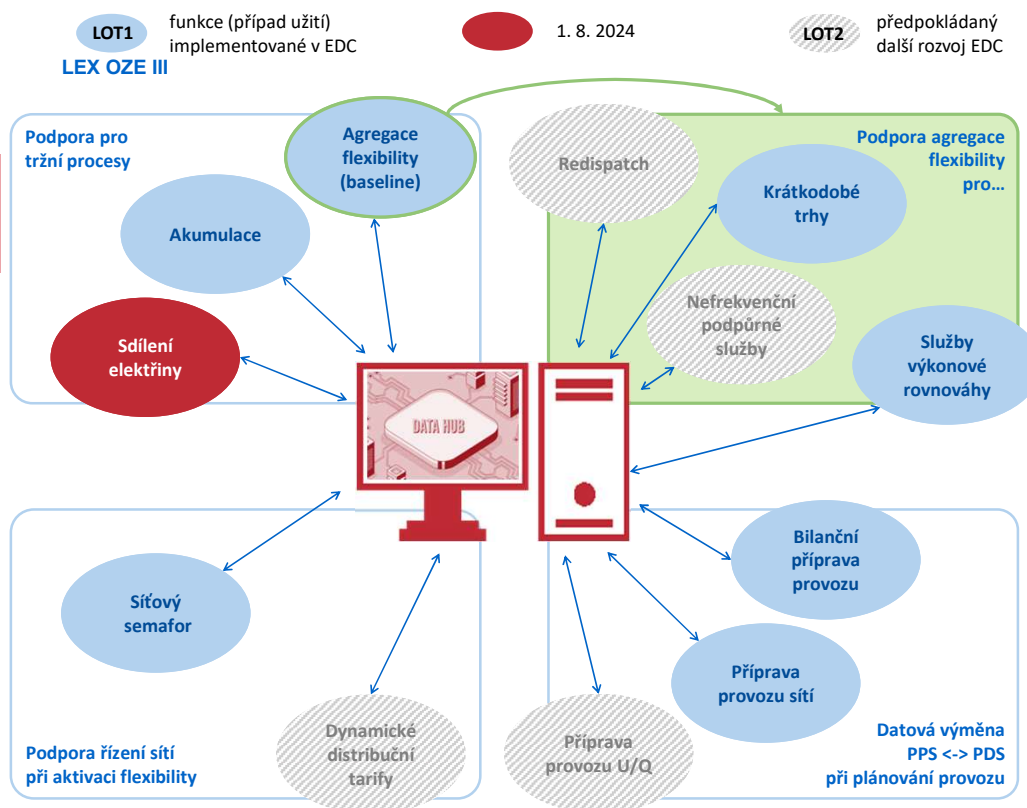 LOT1
funkce (případ užití)
implementované v EDC
LEX OZE III
1. 8. 2024
LOT2
předpokládaný
další rozvoj EDC
Podpora pro
tržní procesy
Agregace
flexibility
(baseline)
Akumulace
Sdílení
elektřiny
Redispatch
Podpora agregace
flexibility
pro...
Krátkodobé
trhy
Nefrekvenční
podpůrné
služby
Služby
výkonové
rovnováhy
DATA HUB
Síťový
semafor
Dynamické
distribuční
tarify
Podpora řízení sítí
při aktivaci flexibility
Bilanční
příprava
provozu
Příprava
provozu sítí
Příprava
provozu U/Q
Datová výměna
PPS <-> PDS
při plánování provozu